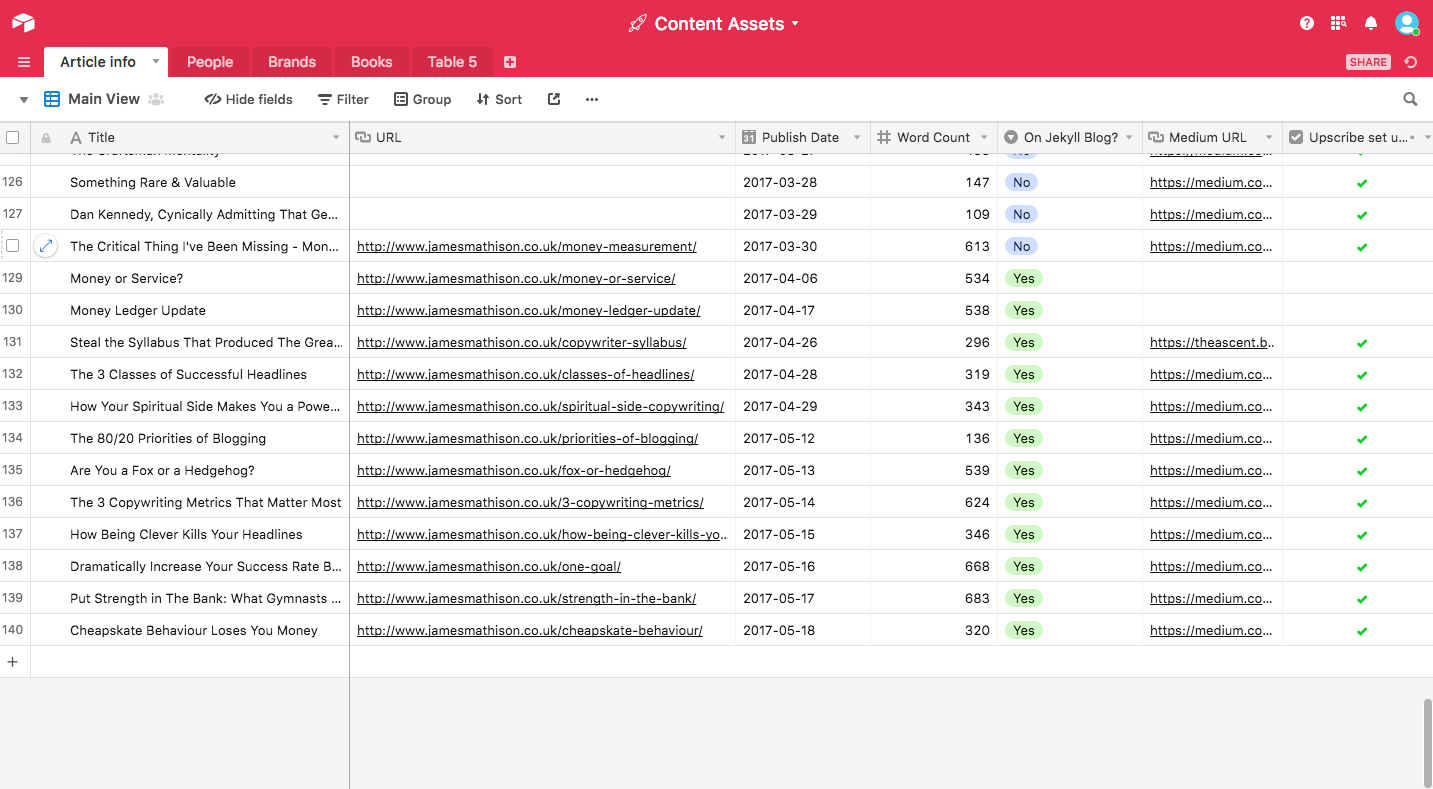 Content Assets
Article info People Brands Books Table 5
SHARE
Main View Hide fields Filter Group Sort
A Title URL 31 Publish Date Word Count On Jekyll Blog? Medium URL Upscribe set u...
126 Something Rare & Valuable 2017-03-28 147 No https://medium.co...
127 Dan Kennedy, Cynically Admitting That Ge... 2017-03-29 109 No https://medium.co...
The Critical Thing I've Been Missing - Mon... http://www.jamesmathison.co.uk/money-measurement/ 2017-03-30 613 No https://medium.co...
129 Money or Service? http://www.jamesmathison.co.uk/money-or-service/ 2017-04-06 534 Yes
130 Money Ledger Update http://www.jamesmathison.co.uk/money-ledger-update/ 2017-04-17 538 Yes
131 Steal the Syllabus That Produced The Grea... http://www.jamesmathison.co.uk/copywriter-syllabus/ 2017-04-26 296 Yes https://theascent.b...
132 The 3 Classes of Successful Headlines http://www.jamesmathison.co.uk/classes-of-headlines/ 2017-04-28 319 Yes https://medium.co...
133 How Your Spiritual Side Makes You a Powe... http://www.jamesmathison.co.uk/spiritual-side-copywriting/ 2017-04-29 343 Yes https://medium.co...
134 The 80/20 Priorities of Blogging http://www.jamesmathison.co.uk/priorities-of-blogging/ 2017-05-12 136 Yes https://medium.co...
135 Are You a Fox or a Hedgehog? http://www.jamesmathison.co.uk/fox-or-hedgehog/ 2017-05-13 539 Yes https://medium.co...
136 The 3 Copywriting Metrics That Matter Most http://www.jamesmathison.co.uk/3-copywriting-metrics/ 2017-05-14 624 Yes https://medium.co...
137 How Being Clever Kills Your Headlines http://www.jamesmathison.co.uk/how-being-clever-kills-yo... 2017-05-15 346 Yes https://medium.co...
138 Dramatically Increase Your Success Rate B... http://www.jamesmathison.co.uk/one-goal/ 2017-05-16 668 Yes https://medium.co...
139 Put Strength in The Bank: What Gymnasts ... http://www.jamesmathison.co.uk/strength-in-the-bank/ 2017-05-17 683 Yes https://medium.co...
140 Cheapskate Behaviour Loses You Money http://www.jamesmathison.co.uk/cheapskate-behaviour/ 2017-05-18 320 Yes https://medium.co...